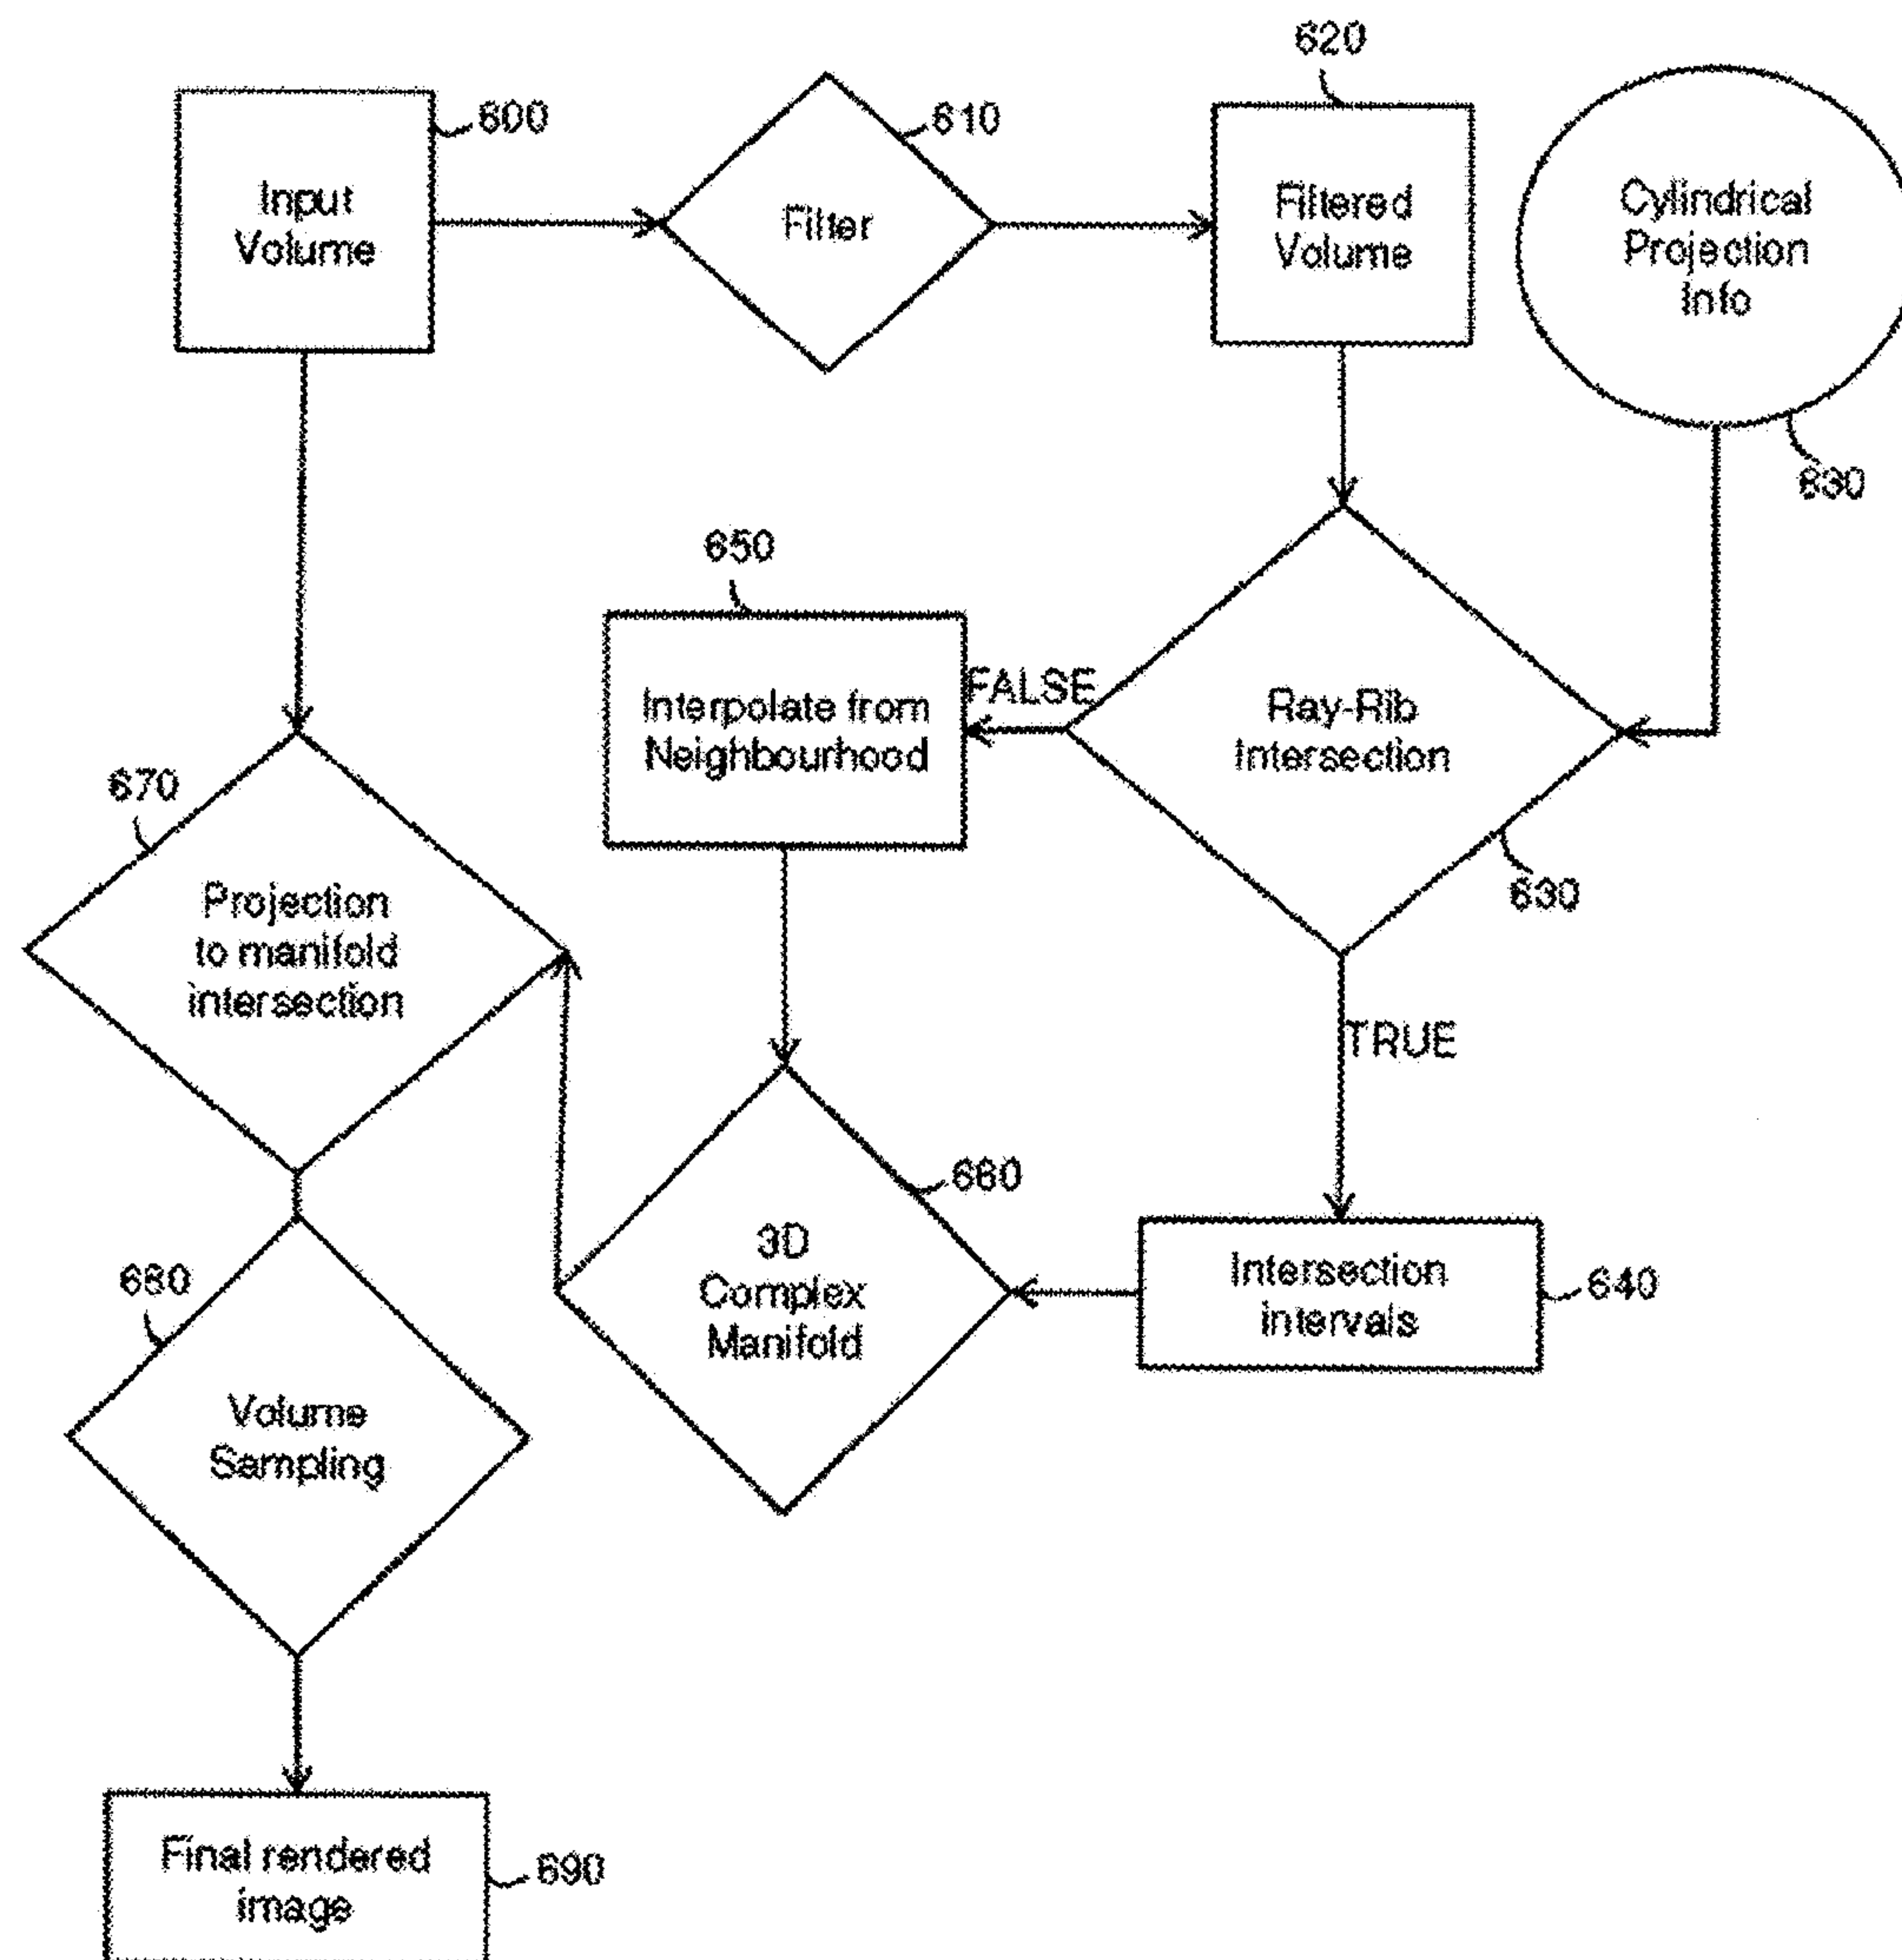 620
600
610
Input
Volume
Filter
Filtered
Volume
Cylindrical
Projection
Info
630
650
FALSE
Interpolate from
Neighbourhood
Ray-Rib
Intersection
670
630
Projection
to manifold
intersection
TRUE
660
3D
Complex
Manifold
Intersection
intervals
640
680
Volume
Sampling
Final rendered
image
690